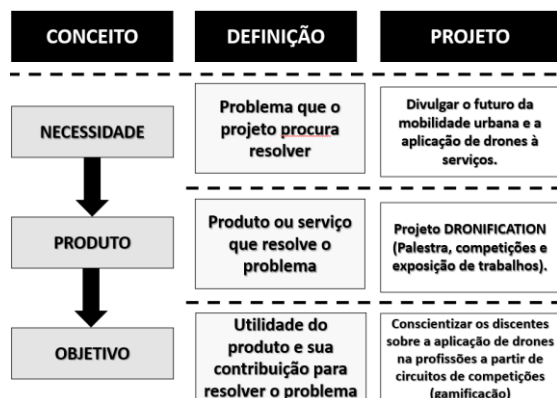 CONCEITO
DEFINIÇÃO
PROJETO
NECESSIDADE
Problema que o
projeto procura
resolver
Divulgar o futuro da
mobilidade urbana e a
aplicação de drones à
serviços.
PRODUTO
Produto ou serviço
que resolve o
problema
Projeto DRONIFICATION
(Palestra, competições e
exposição de trabalhos).
OBJETIVO
Utilidade do
produto e sua
contribuição para
resolver o problema
Conscientizar os discentes
sobre a aplicação de drones
na profissões a partir de
circuitos de competições
(gamificação)